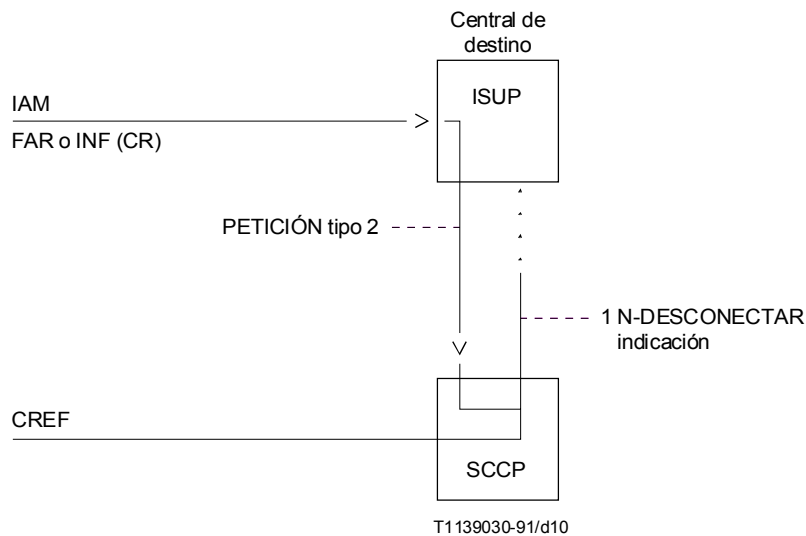 Central de
destino
ISUP
IAM
FAR o INF (CR)
PETICIÓN tipo 2
1 N-DESCONECTAR
indicación
CREF
SCCP
T1139030-91/d10